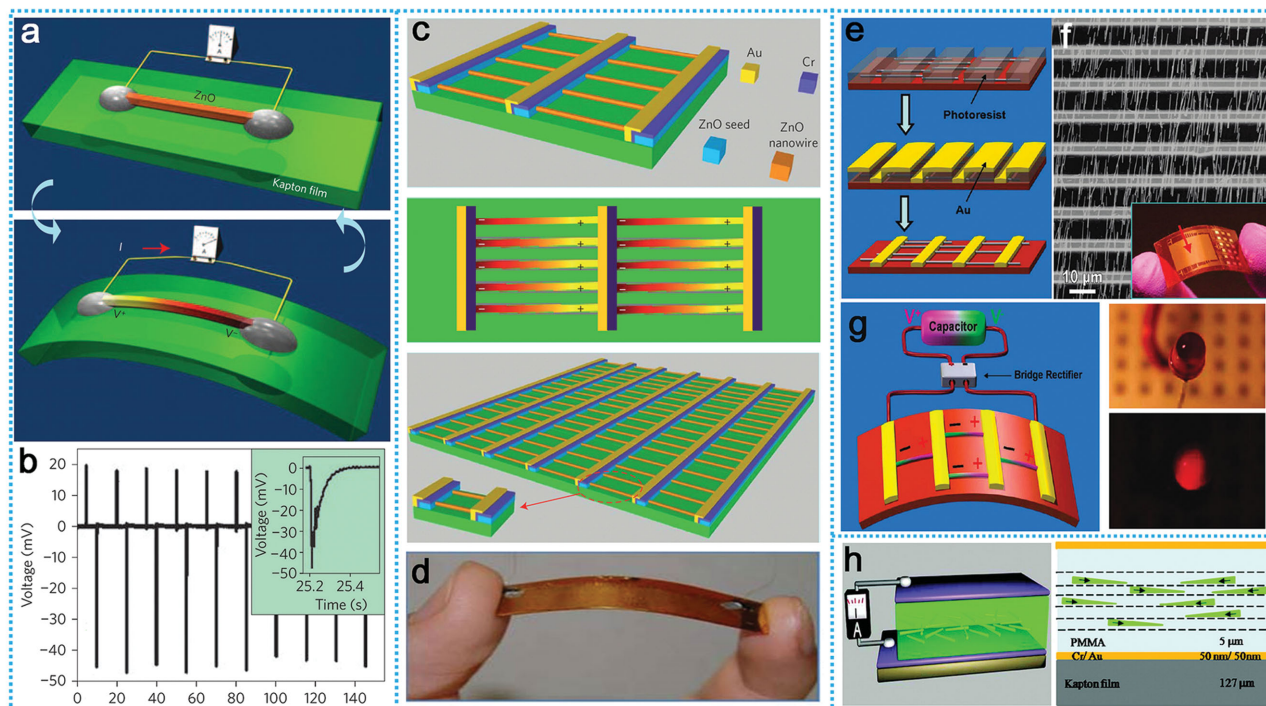 a
ZnO
Kapton film
I
V+
V−
b
20
10
0
−10
−20
−30
−40
−50
Voltage (mV)
0 20 40 60 80 100 120 140
0
−10
−20
−30
−40
−50
Voltage (mV)
25.2 25.4
Time (s)
c
Au
Cr
ZnO seed
ZnO
nanowire
− + − +
− + − +
− + − +
− + − +
− + − +
d
e
Photoresist
Au
f
10 µm
g
V+ Capacitor V-
Bridge Rectifier
− + − + − +
− +
h
A
PMMA 5 µm
Cr/ Au 50 nm/ 50nm
Kapton film 127 µm